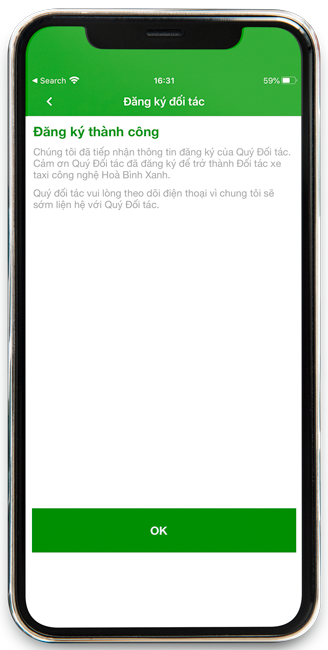 Search
16:31
59%
Đăng ký đối tác
Đăng ký thành công
Chúng tôi đã tiếp nhận thông tin đăng ký của Quý Đối tác.
Cảm ơn Quý Đối tác đã đăng ký để trở thành Đối tác xe
taxi công nghệ Hoà Bình Xanh.
Quý đối tác vui lòng theo dõi điện thoại vì chung tôi sẽ
sớm liện hệ với Quý Đối tác.
OK